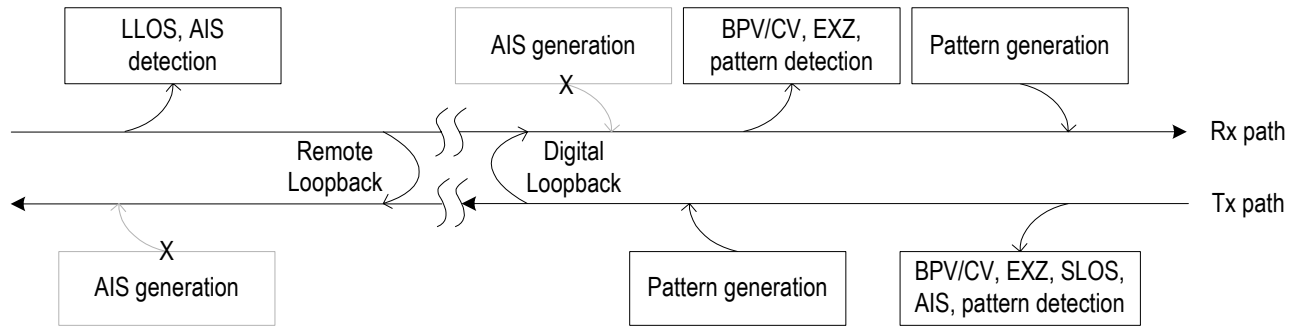 LLOS, AIS
detection
AIS generation
X
BPV/CV, EXZ,
pattern detection
Pattern generation
Rx path
Remote
Loopback
Digital
Loopback
Tx path
X
AIS generation
Pattern generation
BPV/CV, EXZ, SLOS,
AIS, pattern detection